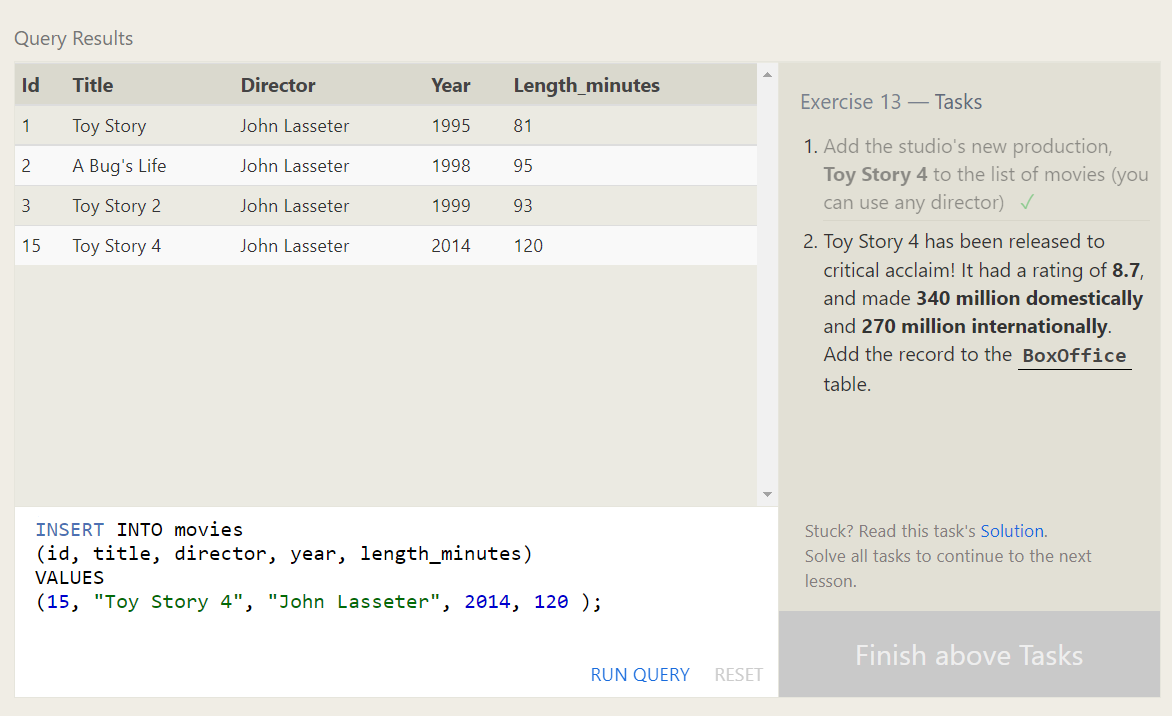 Query Results
Id Title Director Year Length_minutes
1 Toy Story John Lasseter 1995 81
2 A Bug's Life John Lasseter 1998 95
3 Toy Story 2 John Lasseter 1999 93
15 Toy Story 4 John Lasseter 2014 120
INSERT INTO movies
(id, title, director, year, length_minutes)
VALUES
(15, "Toy Story 4", "John Lasseter", 2014, 120 );
RUN QUERY RESET
Exercise 13 — Tasks
1. Add the studio's new production,
Toy Story 4 to the list of movies (you
can use any director) ✓
2. Toy Story 4 has been released to
critical acclaim! It had a rating of 8.7,
and made 340 million domestically
and 270 million internationally.
Add the record to the BoxOffice
table.
Stuck? Read this task's Solution.
Solve all tasks to continue to the next
lesson.
Finish above Tasks